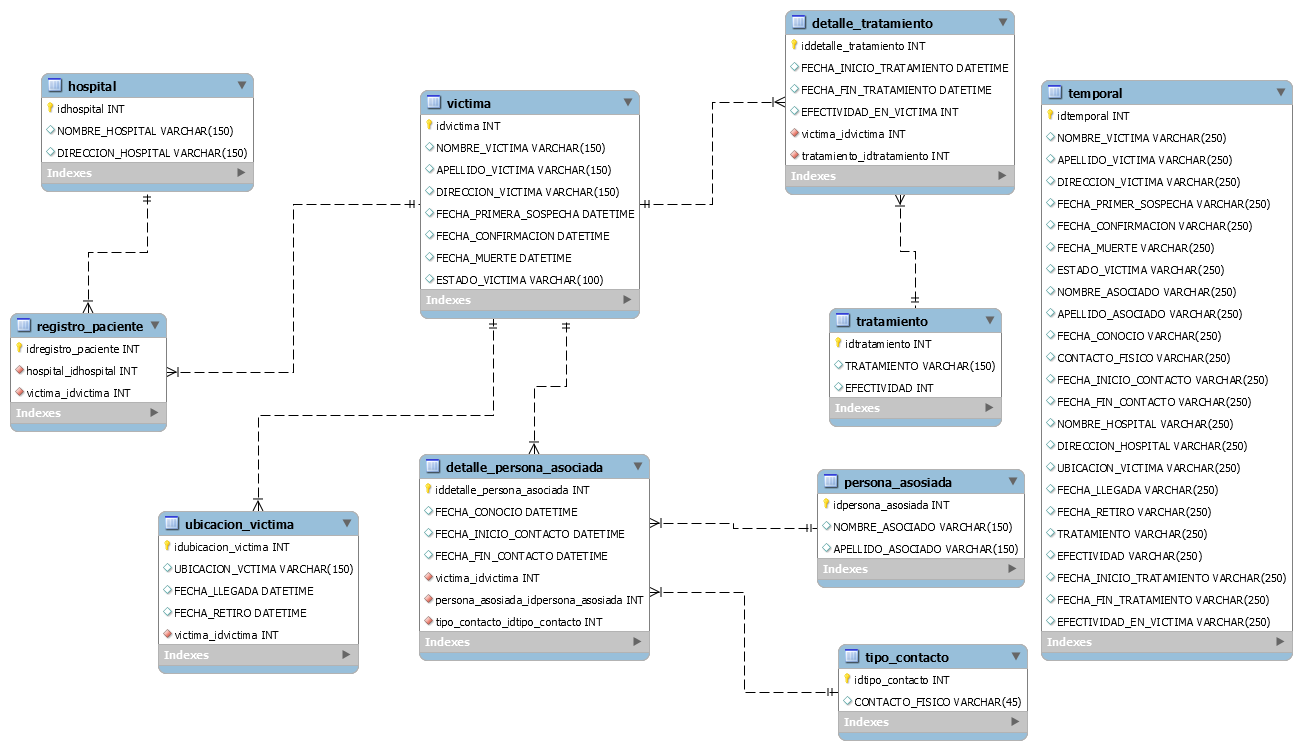 hospital
idhospital INT
NOMBRE_HOSPITAL VARCHAR(150)
DIRECCION_HOSPITAL VARCHAR(150)
Indexes
registro_paciente
idregistro_paciente INT
hospital_idhospital INT
victima_idvictima INT
Indexes
victima
idvictima INT
NOMBRE_VICTIMA VARCHAR(150)
APELLIDO_VICTIMA VARCHAR(150)
DIRECCION_VICTIMA VARCHAR(150)
FECHA_PRIMERA_SOSPECHA DATETIME
FECHA_CONFIRMACION DATETIME
FECHA_MUERTE DATETIME
ESTADO_VICTIMA VARCHAR(100)
Indexes
ubicacion_victima
idubicacion_victima INT
UBICACION_VCTIMA VARCHAR(150)
FECHA_LLEGADA DATETIME
FECHA_RETIRO DATETIME
victima_idvictima INT
Indexes
detalle_persona_asociada
iddetalle_persona_asociada INT
FECHA_CONOCIO DATETIME
FECHA_INICIO_CONTACTO DATETIME
FECHA_FIN_CONTACTO DATETIME
victima_idvictima INT
persona_asosiada_idpersona_asosiada INT
tipo_contacto_idtipo_contacto INT
Indexes
detalle_tratamiento
iddetalle_tratamiento INT
FECHA_INICIO_TRATAMIENTO DATETIME
FECHA_FIN_TRATAMIENTO DATETIME
EFECTIVIDAD_EN_VICTIMA INT
victima_idvictima INT
tratamiento_idtratamiento INT
Indexes
tratamiento
idtratamiento INT
TRATAMIENTO VARCHAR(150)
EFECTIVIDAD INT
Indexes
persona_asosiada
idpersona_asosiada INT
NOMBRE_ASOCIADO VARCHAR(150)
APELLIDO_ASOCIADO VARCHAR(150)
Indexes
tipo_contacto
idtipo_contacto INT
CONTACTO_FISICO VARCHAR(45)
Indexes
temporal
idtemporal INT
NOMBRE_VICTIMA VARCHAR(250)
APELLIDO_VICTIMA VARCHAR(250)
DIRECCION_VICTIMA VARCHAR(250)
FECHA_PRIMER_SOSPECHA VARCHAR(250)
FECHA_CONFIRMACION VARCHAR(250)
FECHA_MUERTE VARCHAR(250)
ESTADO_VICTIMA VARCHAR(250)
NOMBRE_ASOCIADO VARCHAR(250)
APELLIDO_ASOCIADO VARCHAR(250)
FECHA_CONOCIO VARCHAR(250)
CONTACTO_FISICO VARCHAR(250)
FECHA_INICIO_CONTACTO VARCHAR(250)
FECHA_FIN_CONTACTO VARCHAR(250)
NOMBRE_HOSPITAL VARCHAR(250)
DIRECCION_HOSPITAL VARCHAR(250)
UBICACION_VICTIMA VARCHAR(250)
FECHA_LLEGADA VARCHAR(250)
FECHA_RETIRO VARCHAR(250)
TRATAMIENTO VARCHAR(250)
EFECTIVIDAD VARCHAR(250)
FECHA_INICIO_TRATAMIENTO VARCHAR(250)
FECHA_FIN_TRATAMIENTO VARCHAR(250)
EFECTIVIDAD_EN_VICTIMA VARCHAR(250)
Indexes